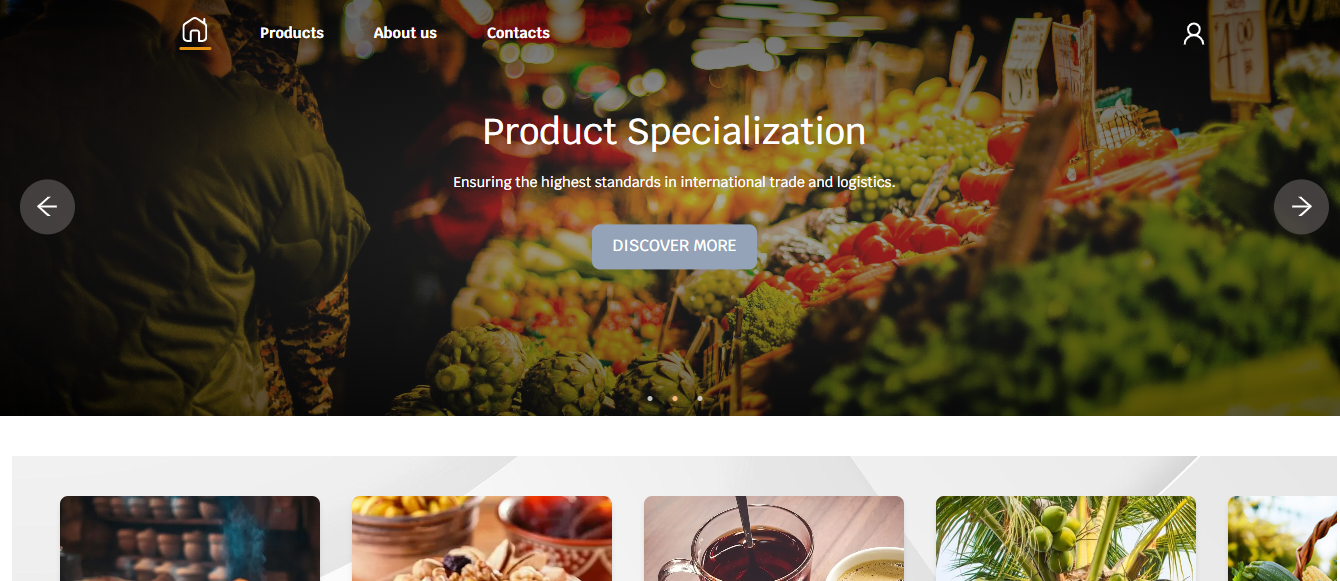 Products
About us
Contacts
Product Specialization
Ensuring the highest standards in international trade and logistics.
DISCOVER MORE